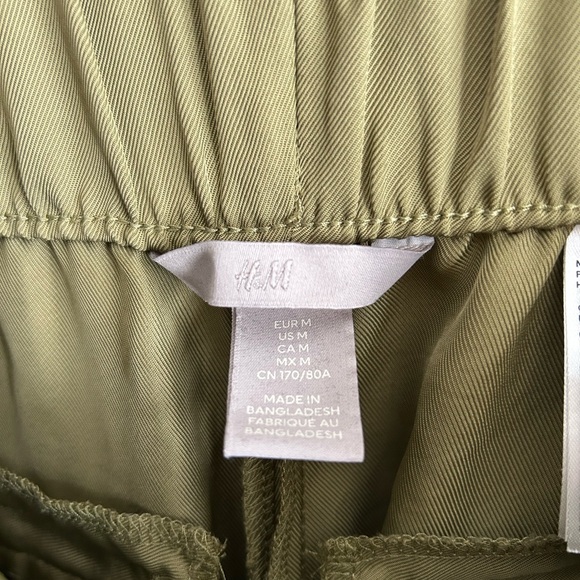 H&M
EUR M
US M
CA M
MX M
CN 170/80A
MADE IN
BANGLADESH
FABRIQUÉ AU
BANGLADESH